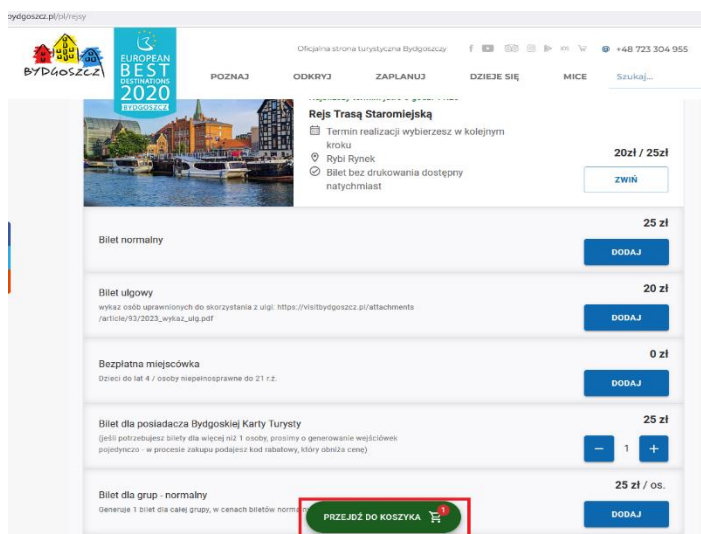 bydgoszcz.pl/pl/rejsy
BYDGOSZCZ
EUROPEAN
BEST
DESTINATIONS
2020
BYDGOSZCZ
Oficjalna strona turystyczna Bydgoszczy
+48 723 304 955
POZNAJ ODKRYJ ZAPLANUJ DZIEJE SIĘ MICE Szukaj...
Rejs Trasą Staromiejską
Termin realizacji wybierzesz w kolejnym
kroku
Rybi Rynek
Bilet bez drukowania dostępny
natychmiast
20zł / 25zł
ZWIŃ
Bilet normalny
25 zł
DODAJ
Bilet ulgowy
wykaz osób uprawnionych do skorzystania z ulgi: https://visitbydgoszcz.pl/attachments
/article/93/2023_wykaz_ulg.pdf
20 zł
DODAJ
Bezpłatna miejscówka
Dzieci do lat 4 / osoby niepełnosprawne do 21 r.ż.
0 zł
DODAJ
Bilet dla posiadacza Bydgoskiej Karty Turysty
(jeśli potrzebujesz bilety dla więcej niż 1 osoby, prosimy o generowanie wejściówek
pojedynczo - w procesie zakupu podajesz kod rabatowy, który obniża cenę)
25 zł
− 1 +
Bilet dla grup - normalny
Generuje 1 bilet dla całej grupy, w cenach biletów
25 zł / os.
DODAJ
PRZEJDŹ DO KOSZYKA 1